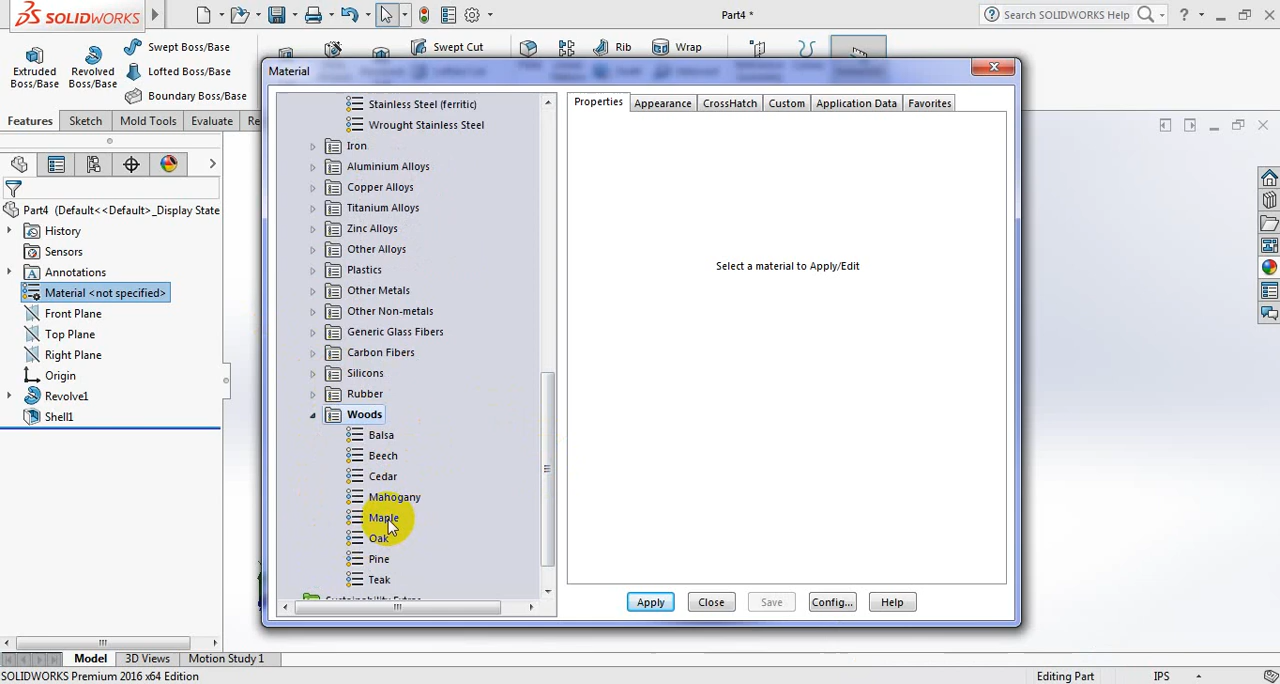 SOLIDWORKS
Part4 *
Search SOLIDWORKS Help
Extruded Boss/Base
Revolved Boss/Base
Swept Boss/Base
Lofted Boss/Base
Boundary Boss/Base
Swept Cut
Rib
Wrap
Features
Sketch
Mold Tools
Evaluate
Part4 (Default<<Default>_Display State
History
Sensors
Annotations
Material <not specified>
Front Plane
Top Plane
Right Plane
Origin
Revolve1
Shell1
Material
Stainless Steel (ferritic)
Wrought Stainless Steel
Iron
Aluminium Alloys
Copper Alloys
Titanium Alloys
Zinc Alloys
Other Alloys
Plastics
Other Metals
Other Non-metals
Generic Glass Fibers
Carbon Fibers
Silicons
Rubber
Woods
Balsa
Beech
Cedar
Mahogany
Maple
Oak
Pine
Teak
Properties
Appearance
CrossHatch
Custom
Application Data
Favorites
Select a material to Apply/Edit
Apply
Close
Save
Config...
Help
Model
3D Views
Motion Study 1
SOLIDWORKS Premium 2016 x64 Edition
Editing Part
IPS